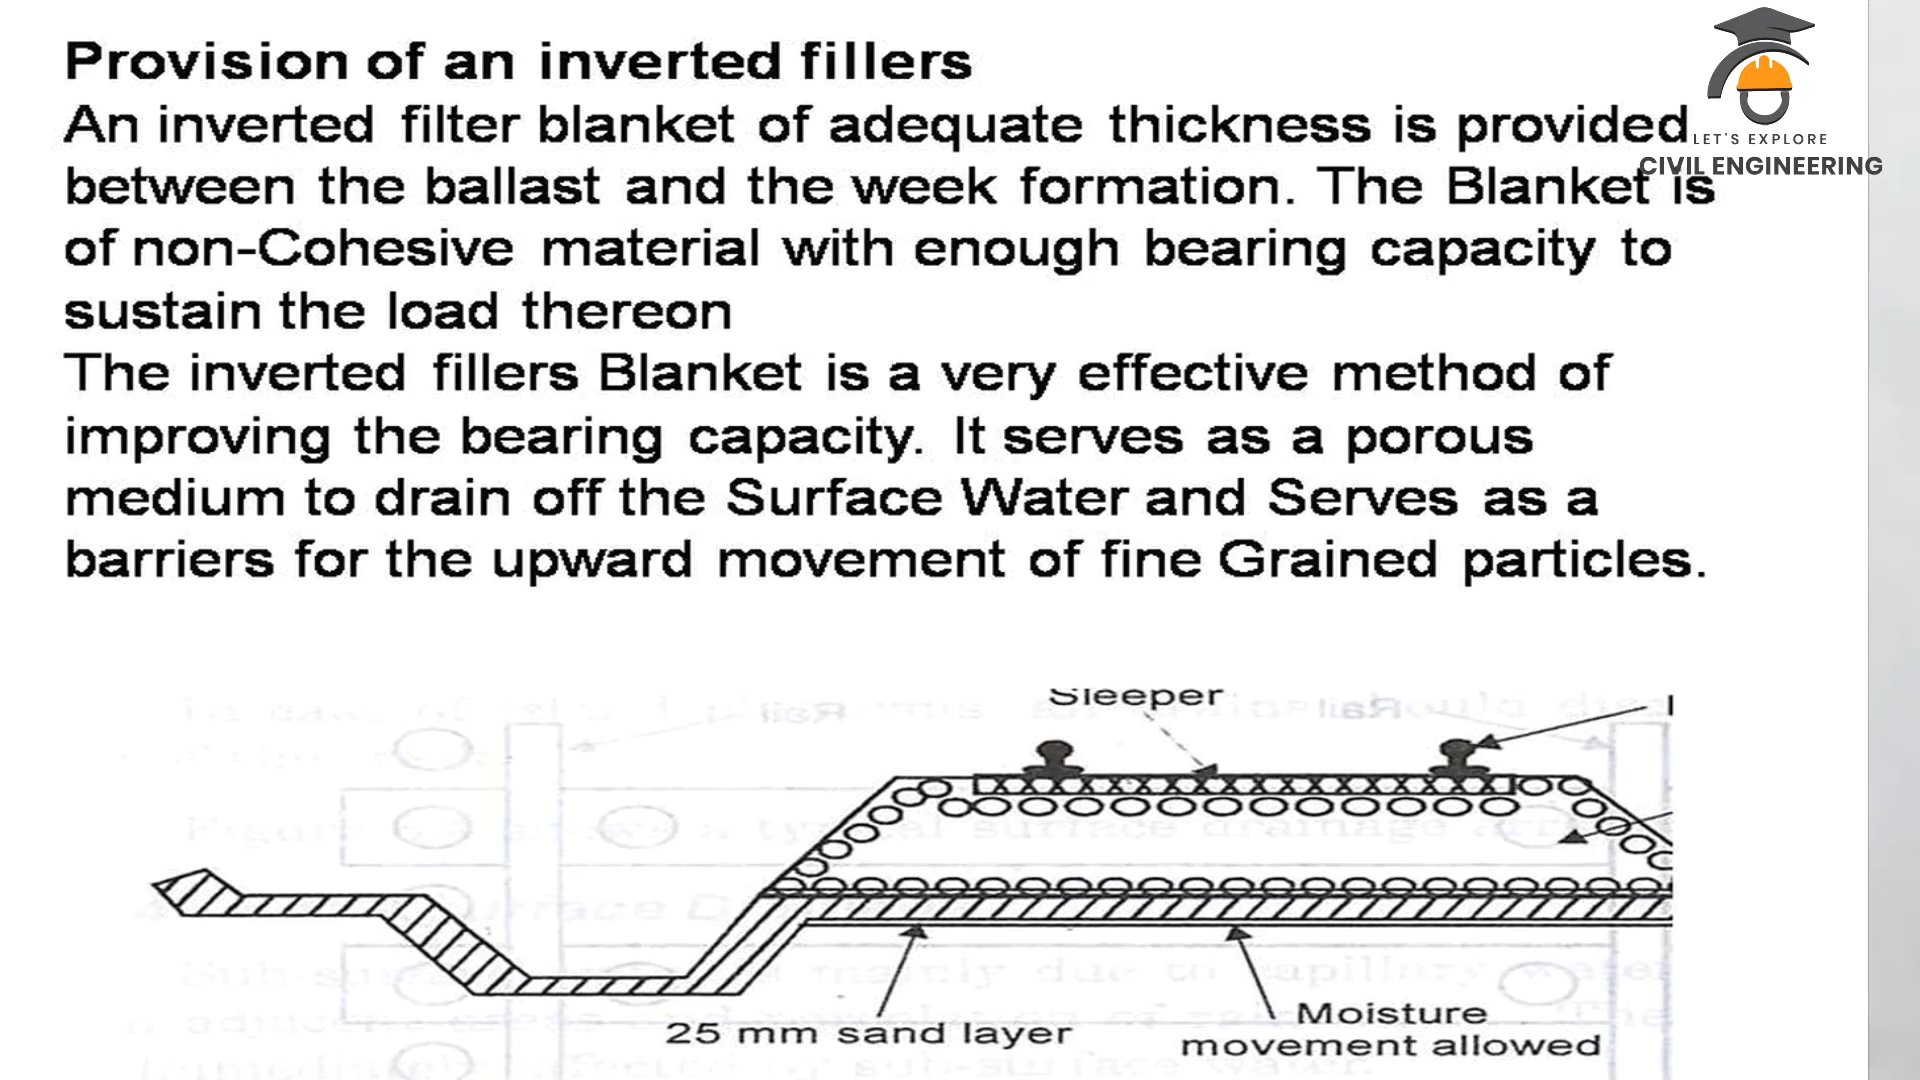 Provision of an inverted fillers
An inverted filter blanket of adequate thickness is provided
between the ballast and the week formation. The Blanket is
of non-Cohesive material with enough bearing capacity to
sustain the load thereon
The inverted fillers Blanket is a very effective method of
improving the bearing capacity. It serves as a porous
medium to drain off the Surface Water and Serves as a
barriers for the upward movement of fine Grained particles.
LET'S EXPLORE
CIVIL ENGINEERING
Sleeper
25 mm sand layer
Moisture
movement allowed